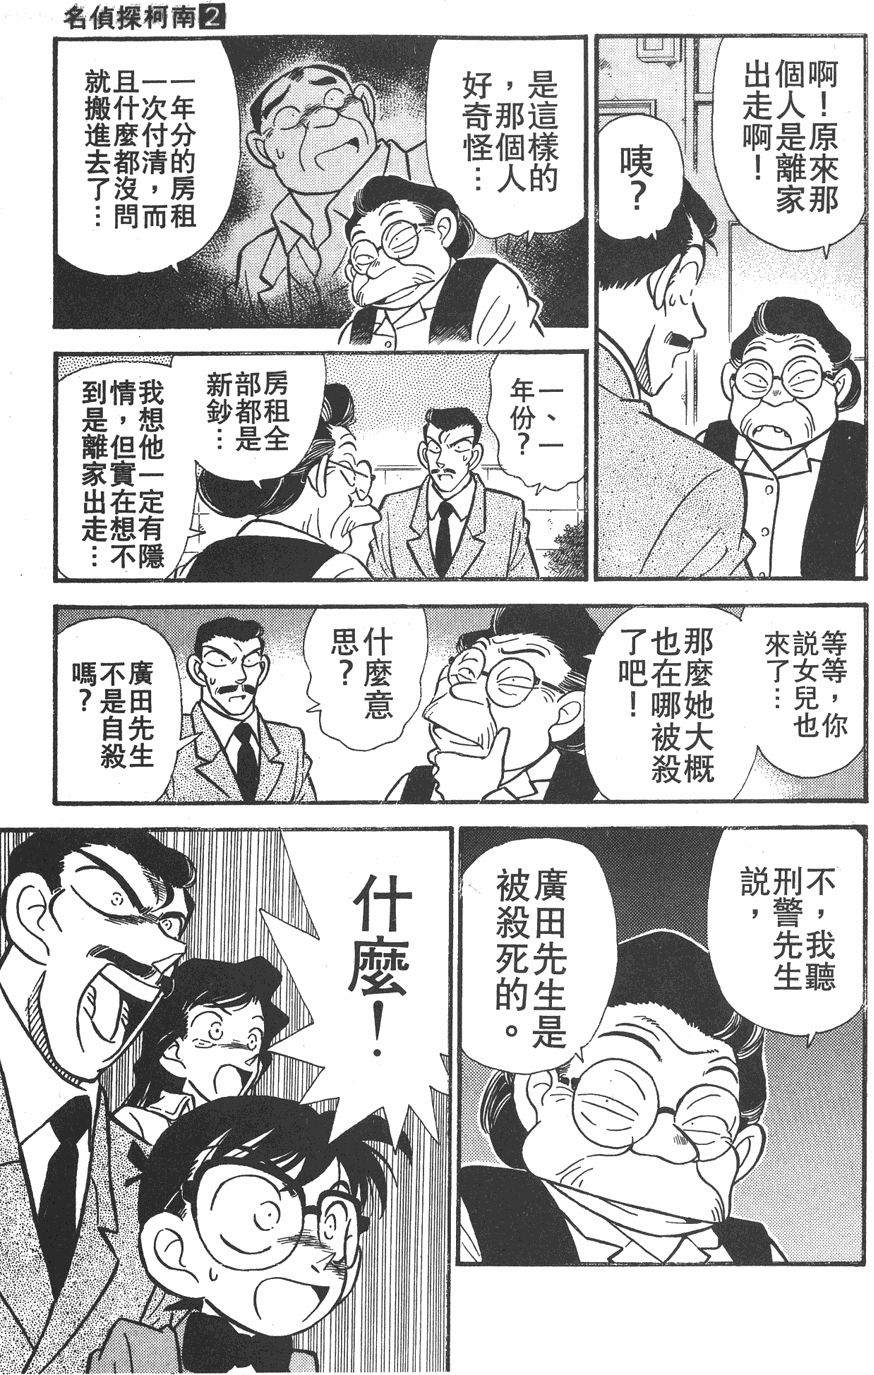 名偵探柯南2
啊！原來那
個人是離家
出走啊！
咦？
是這樣的
，那個人
好奇怪…
一年分的房租
一次付清，而
且什麼都沒問
就搬進去了…
一、一
年份？
房租全
部都是
新鈔…
我想他一定有隱
情，但實在想不
到是離家出走…
等等，你
說女兒也
來了…
那麼她大概
也在哪被殺
了吧！
什麼意
思？
廣田先生
不是自殺
嗎？
不，我聽
刑警先生
說，
廣田先生是
被殺死的。
什麼！